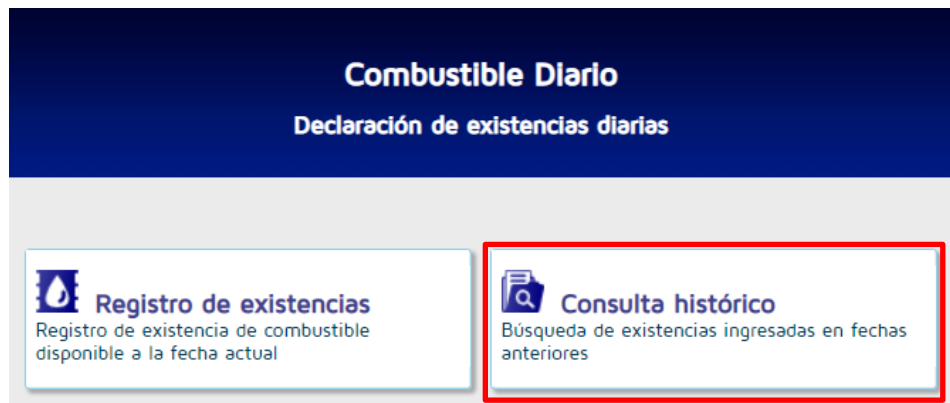 Combustible Diario
Declaración de existencias diarias
Registro de existencias
Registro de existencia de combustible
disponible a la fecha actual
Consulta histórico
Búsqueda de existencias ingresadas en fechas
anteriores